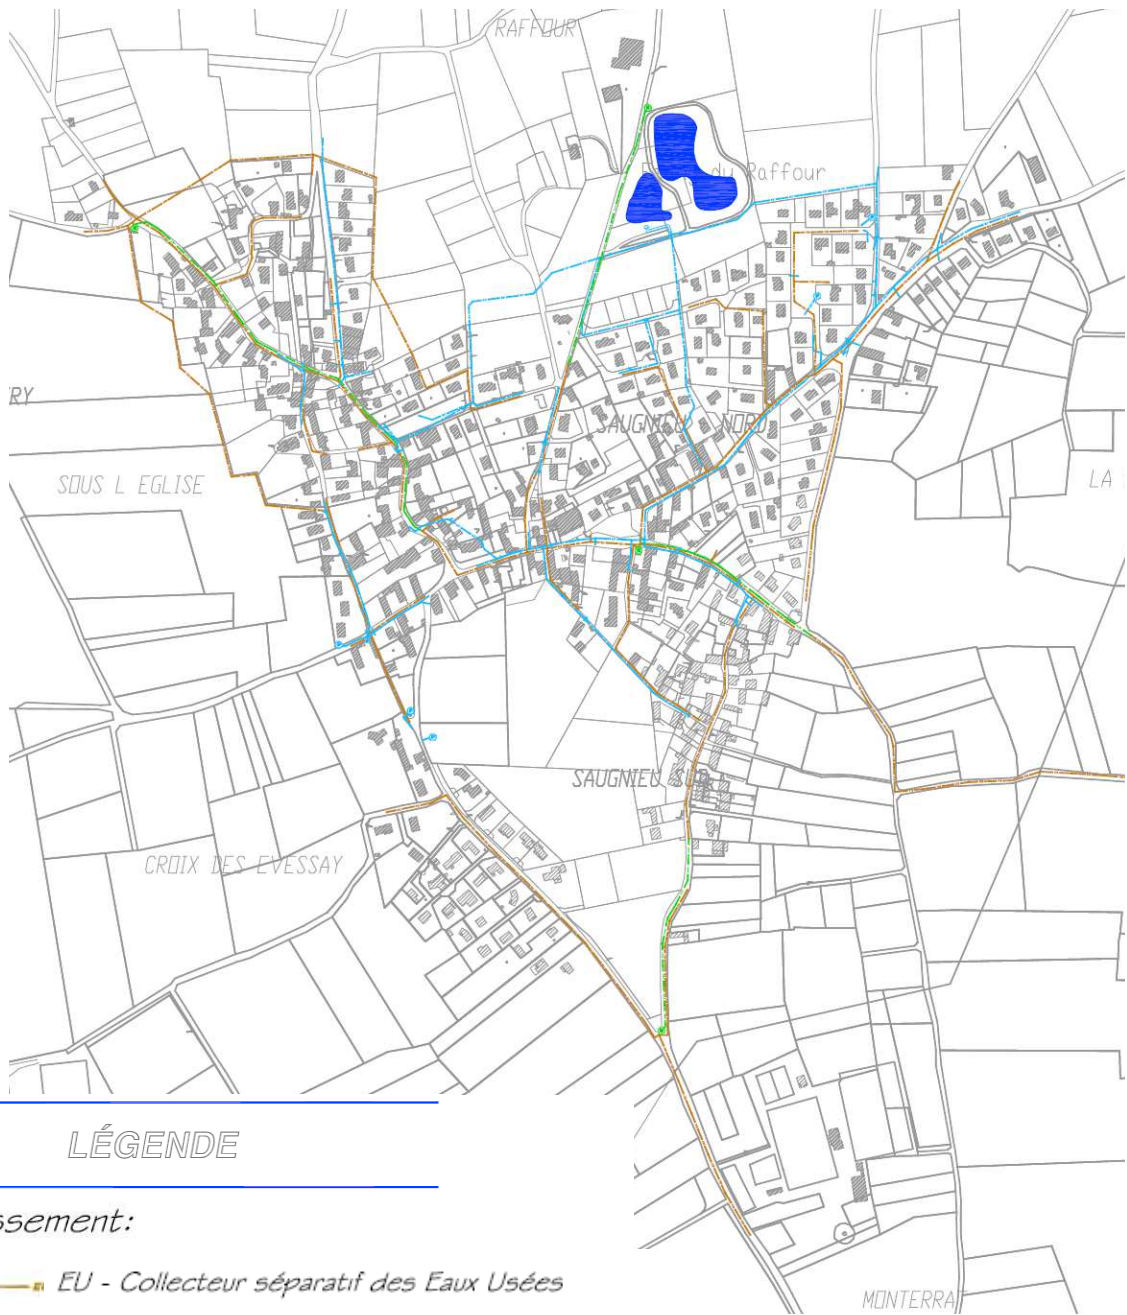 RAFFOUR
du Raffour
RY
SAUGNIEU NORD
SOUS L EGLISE
LA
SAUGNIEU SUD
CROIX DES EVESSAY
LÉGENDE
ssement:
EU - Collecteur séparatif des Eaux Usées
MONTERRAT